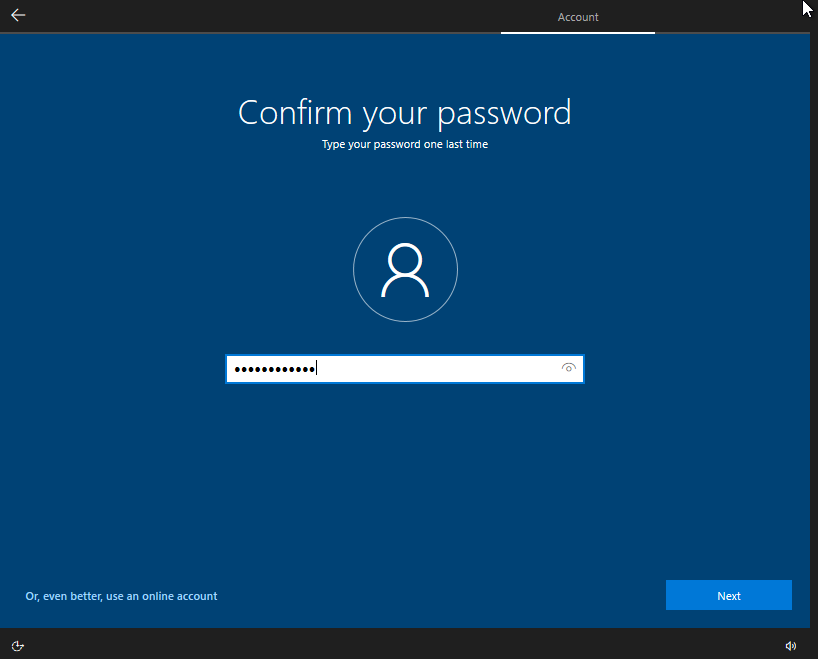 Account
Confirm your password
Type your password one last time
••••••••••••
Or, even better, use an online account
Next